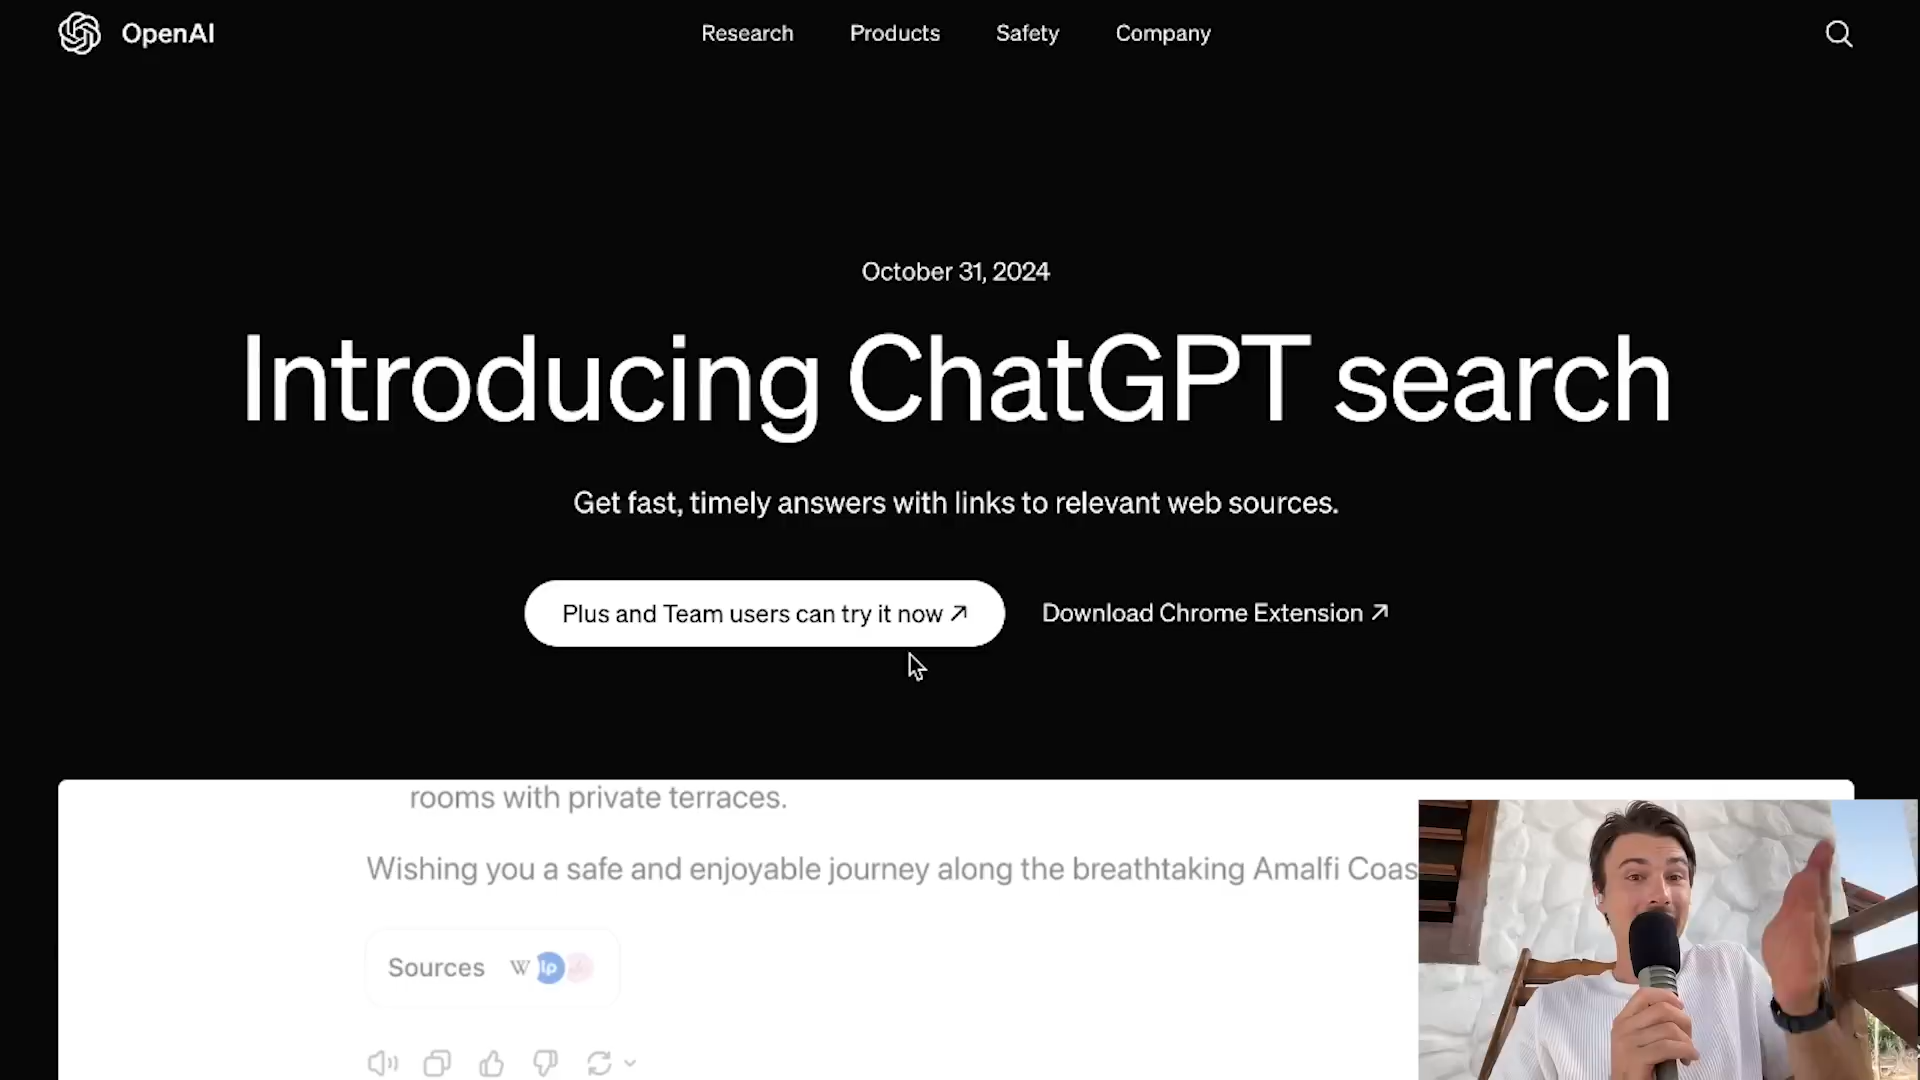 OpenAI
Research
Products
Safety
Company
October 31, 2024
Introducing ChatGPT search
Get fast, timely answers with links to relevant web sources.
Plus and Team users can try it now ↗
Download Chrome Extension ↗
rooms with private terraces.
Wishing you a safe and enjoyable journey along the breathtaking Amalfi Coas
Sources W lp